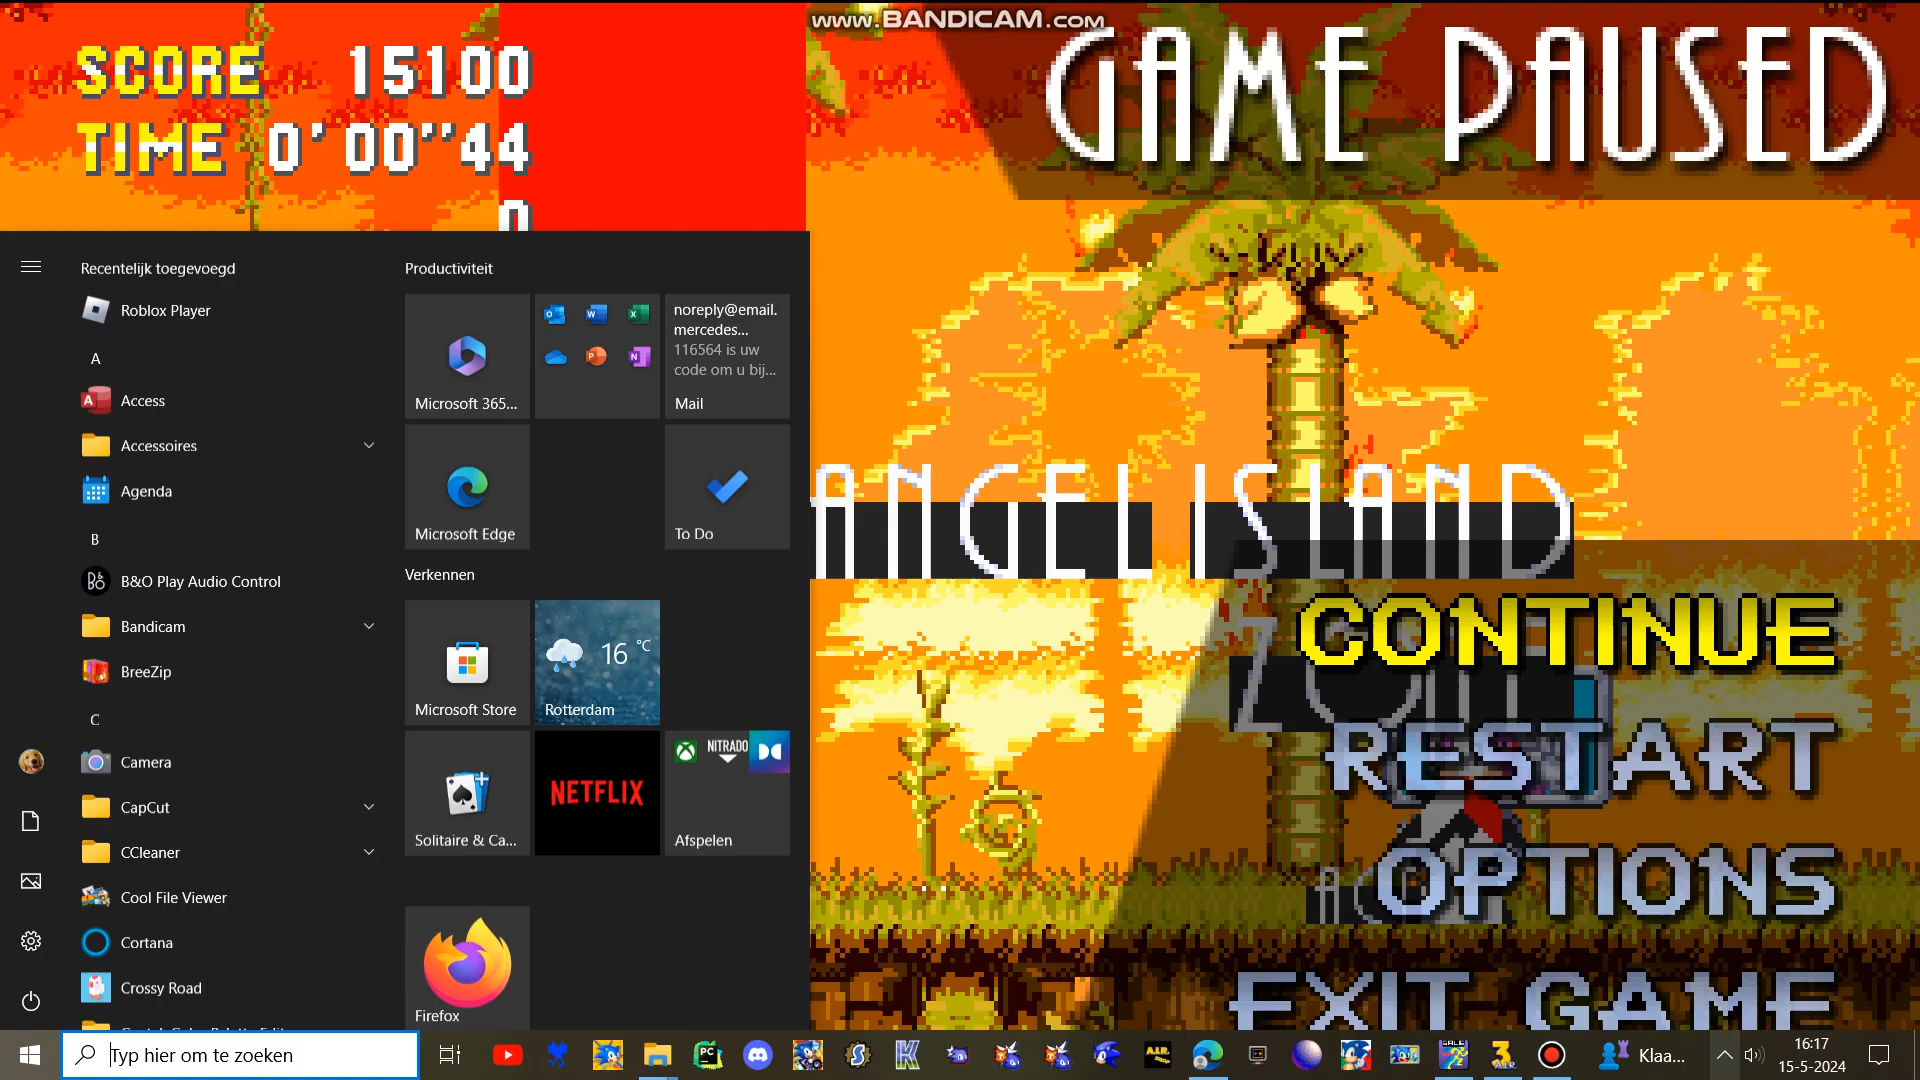 www.BANDICAM.com
SCORE 15100
TIME 0'00"44
0
GAME PAUSED
ANGEL ISLAND
CONTINUE
RESTART
OPTIONS
EXIT GAME
Recentelijk toegevoegd
Roblox Player
A
Access
Accessoires
Agenda
B
B&O Play Audio Control
Bandicam
BreeZip
C
Camera
CapCut
CCleaner
Cool File Viewer
Cortana
Crossy Road
Productiviteit
Microsoft 365...
noreply@email.
mercedes...
116564 is uw
code om u bij...
Mail
Microsoft Edge
To Do
Verkennen
Microsoft Store
16 °C
Rotterdam
Solitaire & Ca...
NETFLIX
NITRADO
Afspelen
Firefox
Typ hier om te zoeken
Klaa...
16:17
15-5-2024